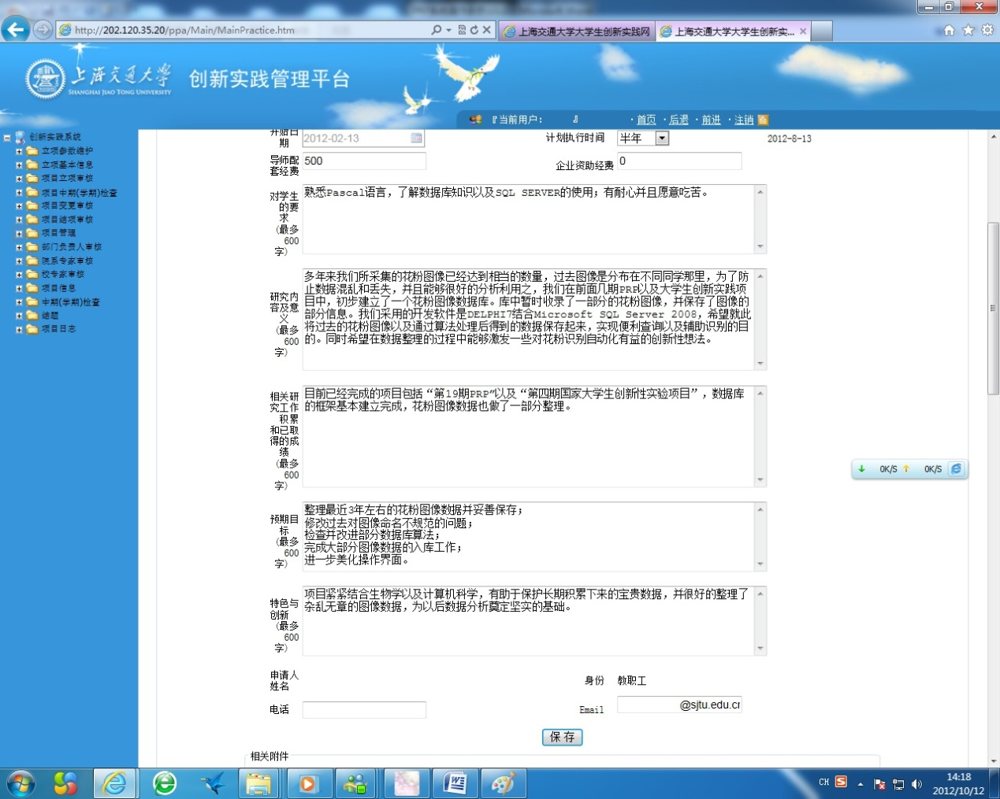 http://202.120.35.20/ppa/Main/MainPractice.htm
上海交通大学大学生创新实践网
上海交通大学大学生创新实...
上海交通大学
SHANGHAI JIAO TONG UNIVERSITY
创新实践管理平台
『当前用户: 』
·首页 ·后退 ·前进 ·注销
创新实践系统
立项参数维护
立项基本信息
项目立项审核
项目中期(学期)检查
项目变更审核
项目结项审核
项目管理
部门负责人审核
院系专家审核
校专家审核
项目信息
中期(学期)检查
结题
项目日志
开始日期
2012-02-13
计划执行时间
半年
2012-8-13
导师配套经费
500
企业资助经费
0
对学生的要求(最多600字)
熟悉Pascal语言，了解数据库知识以及SQL SERVER的使用；有耐心并且愿意吃苦。
研究内容及意义(最多600字)
多年来我们所采集的花粉图像已经达到相当的数量，过去图像是分布在不同同学那里，为了防
止数据混乱和丢失，并且能够很好的分析利用之，我们在前面几期PRP以及大学生创新实践项
目中，初步建立了一个花粉图像数据库。库中暂时收录了一部分的花粉图像，并保存了图像的
部分信息。我们采用的开发软件是DELPHI7结合Microsoft SQL Server 2008，希望就此
将过去的花粉图像以及通过算法处理后得到的数据保存起来，实现便利查询以及辅助识别的目
的。同时希望在数据整理的过程中能够激发一些对花粉识别自动化有益的创新性想法。
相关研究工作积累和已取得的成绩(最多600字)
目前已经完成的项目包括“第19期PRP”以及“第四期国家大学生创新性实验项目”，数据库
的框架基本建立完成，花粉图像数据也做了一部分整理。
预期目标(最多600字)
整理最近3年左右的花粉图像数据并妥善保存；
修改过去对图像命名不规范的问题；
检查并改进部分数据库算法；
完成大部分图像数据的入库工作；
进一步美化操作界面。
特色与创新(最多600字)
项目紧紧结合生物学以及计算机科学，有助于保护长期积累下来的宝贵数据，并很好的整理了
杂乱无章的图像数据，为以后数据分析奠定坚实的基础。
申请人姓名
身份
教职工
电话
Email
@sjtu.edu.cn
保 存
相关附件
0K/S
0K/S
CH
14:18
2012/10/12